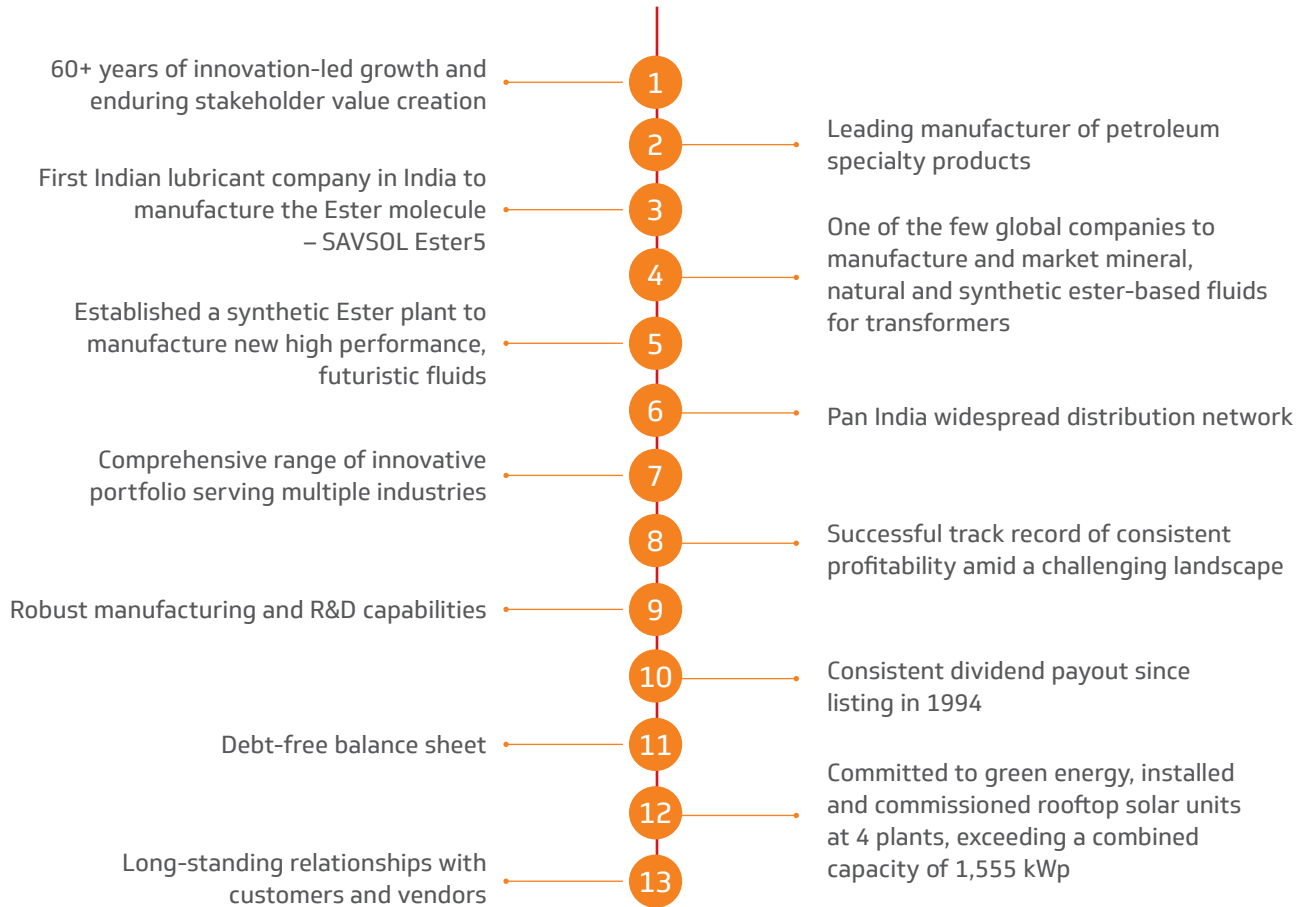 1
60+ years of innovation-led growth and
enduring stakeholder value creation
2
Leading manufacturer of petroleum
specialty products
3
First Indian lubricant company in India to
manufacture the Ester molecule
– SAVSOL Ester5
4
One of the few global companies to
manufacture and market mineral,
natural and synthetic ester-based fluids
for transformers
5
Established a synthetic Ester plant to
manufacture new high performance,
futuristic fluids
6
Pan India widespread distribution network
7
Comprehensive range of innovative
portfolio serving multiple industries
8
Successful track record of consistent
profitability amid a challenging landscape
9
Robust manufacturing and R&D capabilities
10
Consistent dividend payout since
listing in 1994
11
Debt-free balance sheet
12
Committed to green energy, installed
and commissioned rooftop solar units
at 4 plants, exceeding a combined
capacity of 1,555 kWp
13
Long-standing relationships with
customers and vendors